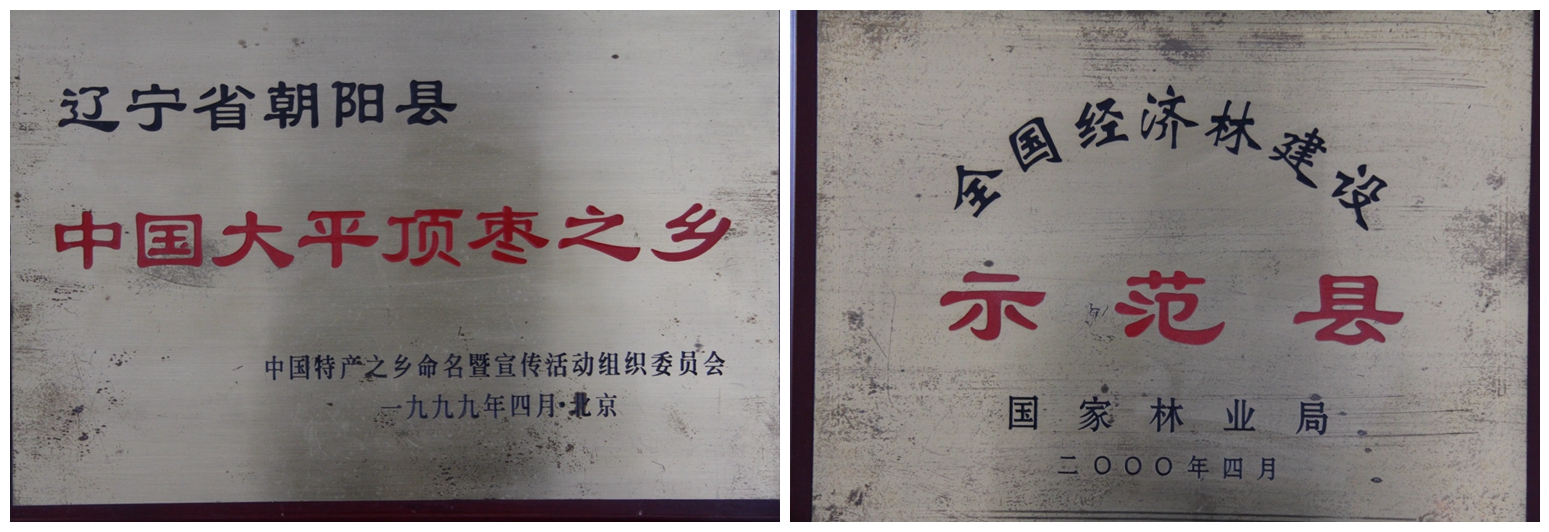 辽宁省朝阳县
中国大平顶枣之乡
中国特产之乡命名暨宣传活动组织委员会
一九九九年四月·北京
全国经济林建设
示范县
国家林业局
二〇〇〇年四月